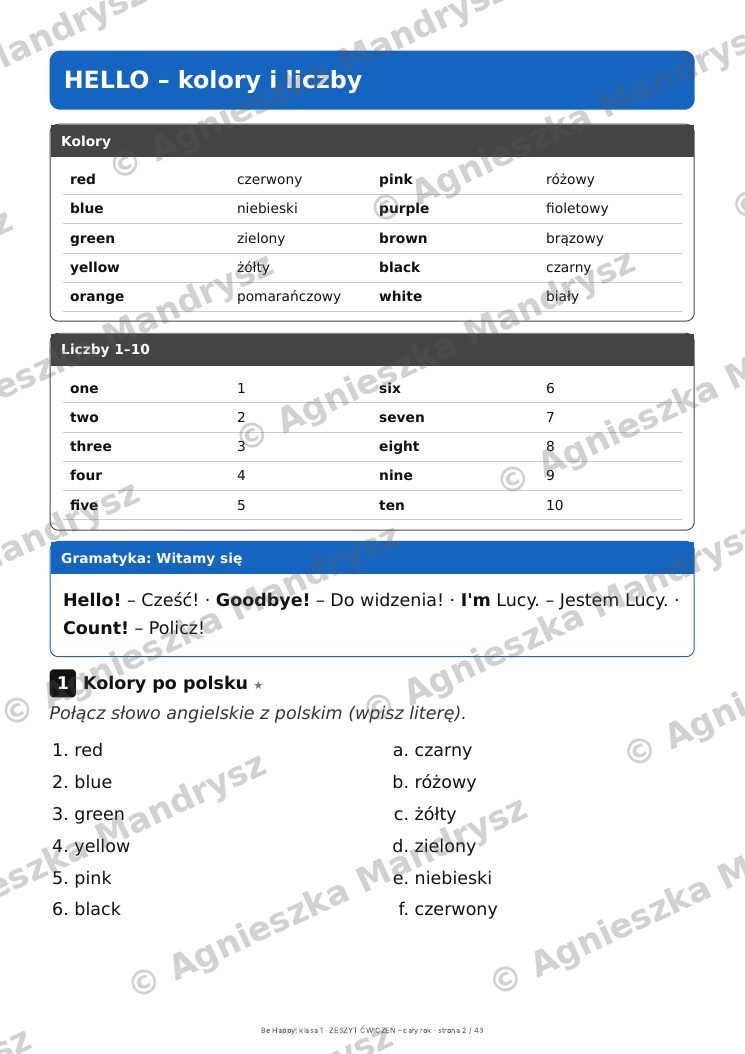 HELLO – kolory i liczby
Kolory
red czerwony pink różowy
blue niebieski purple fioletowy
green zielony brown brązowy
yellow żółty black czarny
orange pomarańczowy white biały
Liczby 1–10
one 1 six 6
two 2 seven 7
three 3 eight 8
four 4 nine 9
five 5 ten 10
Gramatyka: Witamy się
Hello! – Cześć! · Goodbye! – Do widzenia! · I'm Lucy. – Jestem Lucy. ·
Count! – Policz!
1 Kolory po polsku ★
Połącz słowo angielskie z polskim (wpisz literę).
1. red a. czarny
2. blue b. różowy
3. green c. żółty
4. yellow d. zielony
5. pink e. niebieski
6. black f. czerwony
Be Happy! klasa 1 · ZESZYT ĆWICZEŃ – cały rok · strona 2 / 43
© Agnieszka Mandrysz